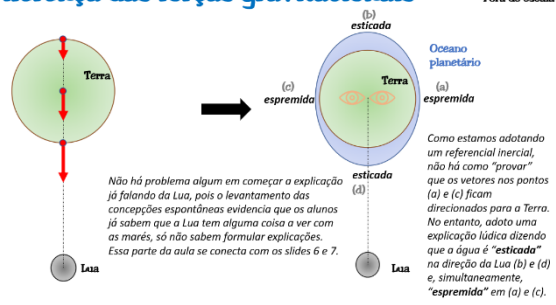 diferença das forças gravitacionais
(b)
esticada
Oceano
planetário
Terra
Terra
(c)
espremida
(a)
espremida
esticada
(d)
Não há problema algum em começar a explicação
já falando da Lua, pois o levantamento das
concepções espontâneas evidencia que os alunos
já sabem que a Lua tem alguma coisa a ver com
as marés, só não sabem formular explicações.
Essa parte da aula se conecta com os slides 6 e 7.
Como estamos adotando
um referencial inercial,
não há como “provar”
que os vetores nos pontos
(a) e (c) ficam
direcionados para a Terra.
No entanto, adoto uma
explicação lúdica dizendo
que a água é “esticada”
na direção da Lua (b) e (d)
e, simultaneamente,
“espremida” em (a) e (c).
Lua
Lua